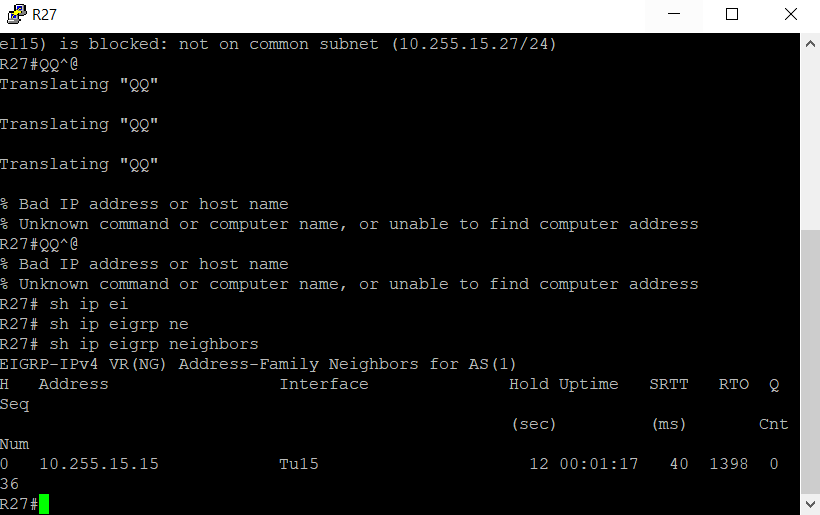 R27
el15) is blocked: not on common subnet (10.255.15.27/24)
R27#QQ^@
Translating "QQ"
Translating "QQ"
Translating "QQ"
% Bad IP address or host name
% Unknown command or computer name, or unable to find computer address
R27#QQ^@
% Bad IP address or host name
% Unknown command or computer name, or unable to find computer address
R27# sh ip ei
R27# sh ip eigrp ne
R27# sh ip eigrp neighbors
EIGRP-IPv4 VR(NG) Address-Family Neighbors for AS(1)
H   Address                 Interface              Hold Uptime   SRTT   RTO  Q
Seq
                                                   (sec)         (ms)       Cnt
Num
0   10.255.15.15            Tu15                     12 00:01:17   40  1398  0
36
R27#